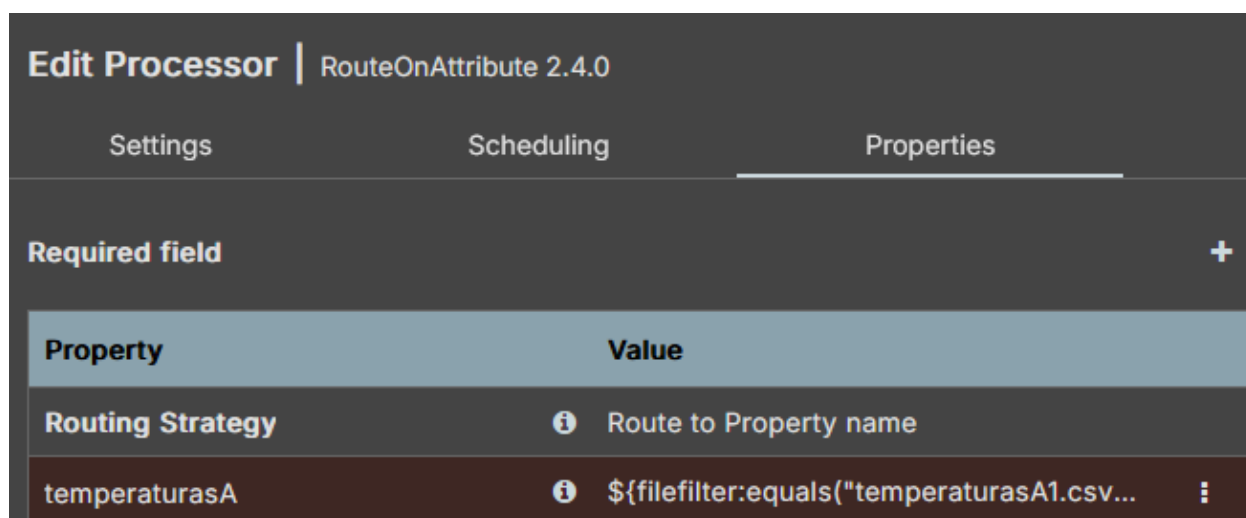 Edit Processor | RouteOnAttribute 2.4.0
Settings Scheduling Properties
Required field +
Property Value
Routing Strategy Route to Property name
temperaturasA ${filefilter:equals("temperaturasA1.csv...